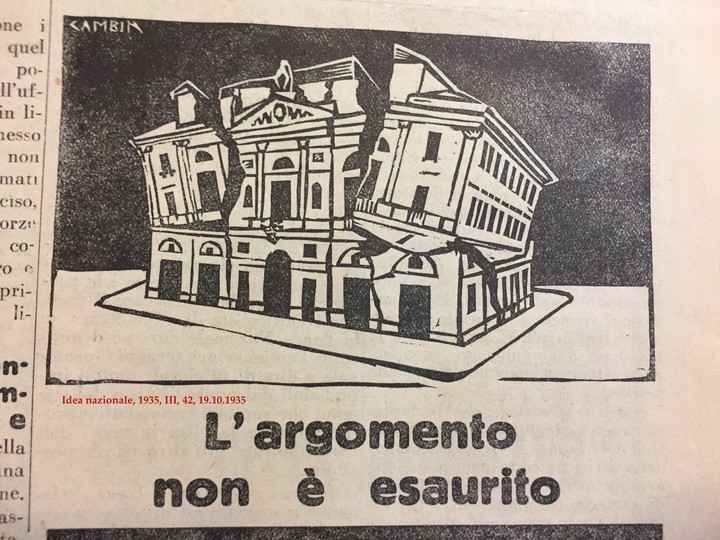 CAMBIN
one i
quel
po-
ll'uf-
in li-
nesso
non
mati
ciso,
orze
co-
ro e
pri-
li-
on-
m-
e
ella
ina
ne.
as-
Idea nazionale, 1935, III, 42, 19.10.1935
L'argomento
non è esaurito